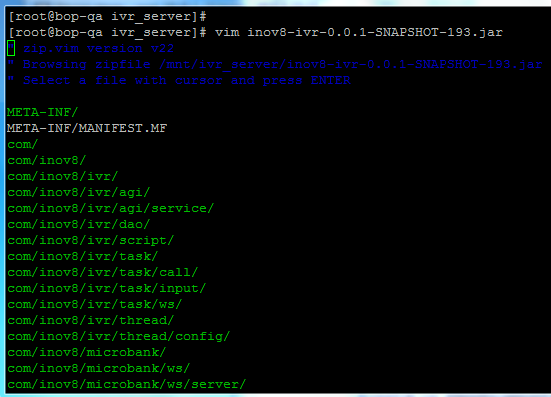 [root@bop-qa ivr_server]#
[root@bop-qa ivr_server]# vim inov8-ivr-0.0.1-SNAPSHOT-193.jar
" zip.vim version v22
" Browsing zipfile /mnt/ivr_server/inov8-ivr-0.0.1-SNAPSHOT-193.jar
" Select a file with cursor and press ENTER
META-INF/
META-INF/MANIFEST.MF
com/
com/inov8/
com/inov8/ivr/
com/inov8/ivr/agi/
com/inov8/ivr/agi/service/
com/inov8/ivr/dao/
com/inov8/ivr/script/
com/inov8/ivr/task/
com/inov8/ivr/task/call/
com/inov8/ivr/task/input/
com/inov8/ivr/task/ws/
com/inov8/ivr/thread/
com/inov8/ivr/thread/config/
com/inov8/microbank/
com/inov8/microbank/ws/
com/inov8/microbank/ws/server/